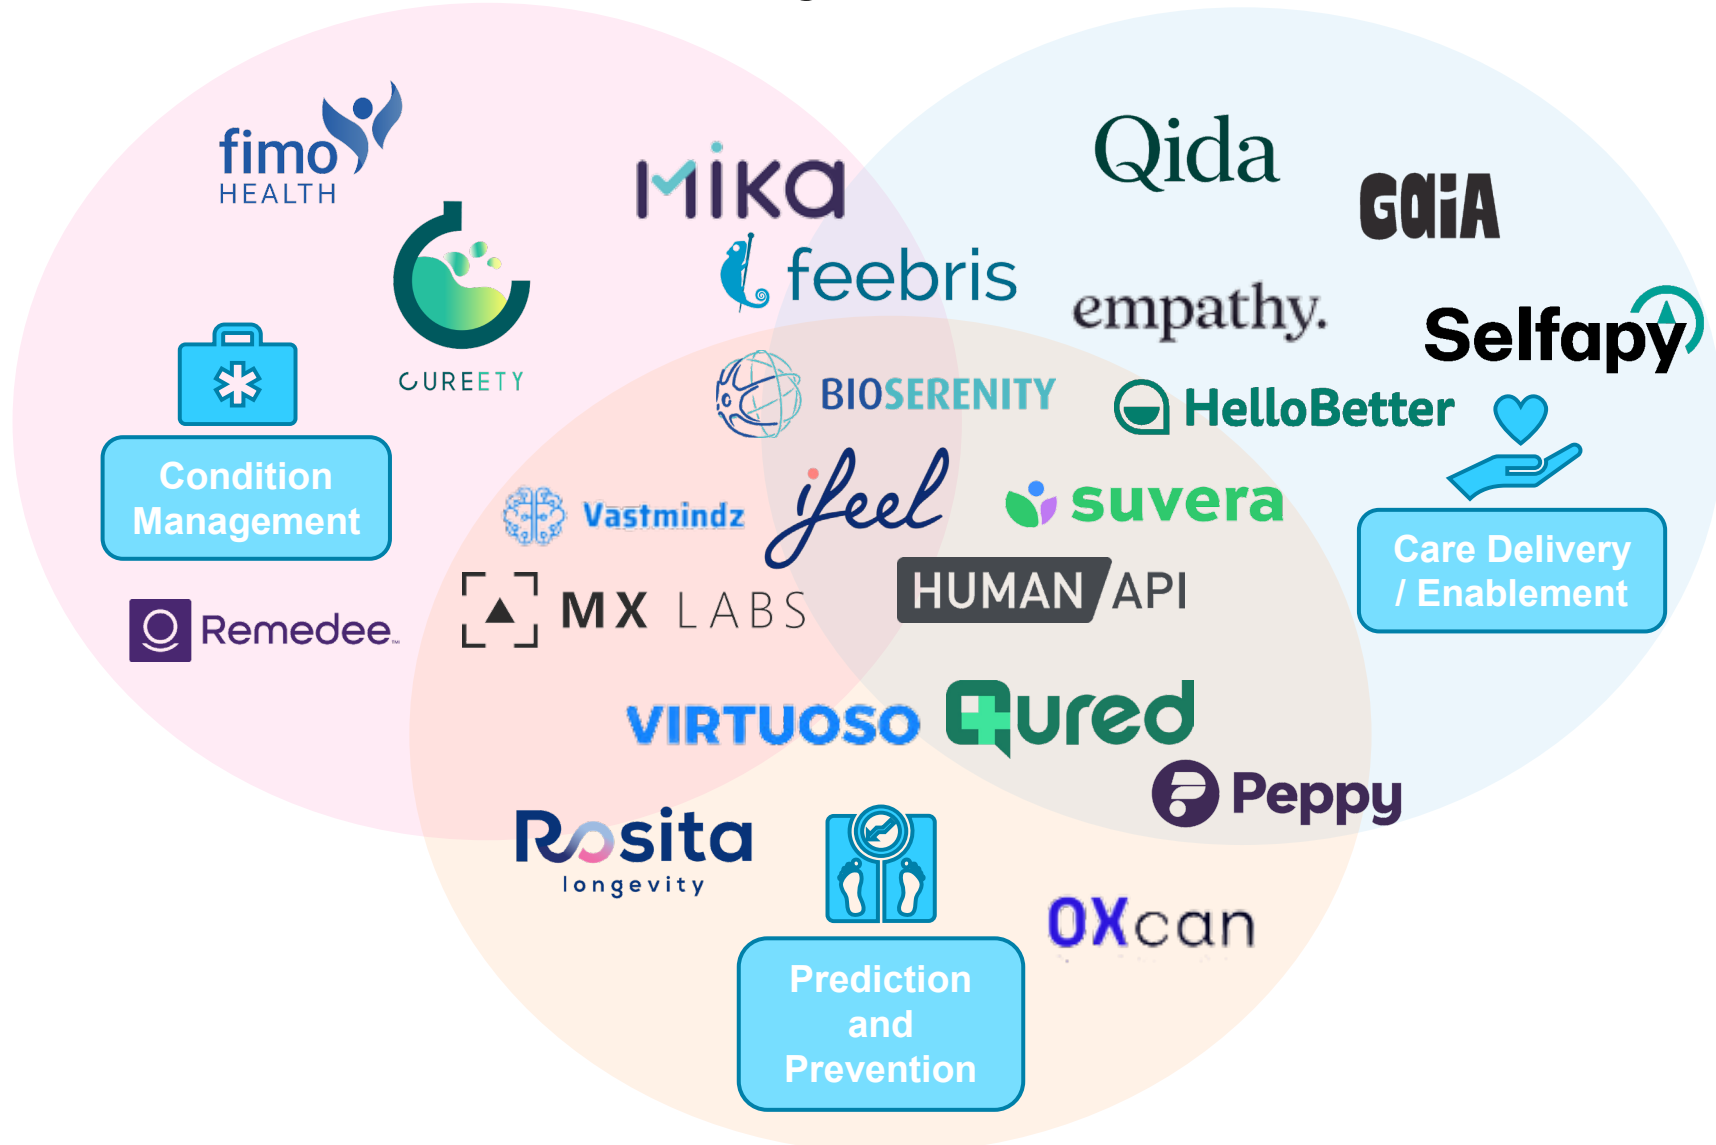 fimo
HEALTH
mika
Qida
GaiA
feebris
empathy.
Selfapy
CUREETY
BIOSERENITY
HelloBetter
Condition
Management
Vastmindz
ifeel
suvera
Care Delivery
/ Enablement
MX LABS
HUMAN/API
Remedee™
VIRTUOSO
Qured
Peppy
Rosita
longevity
OXcan
Prediction
and
Prevention